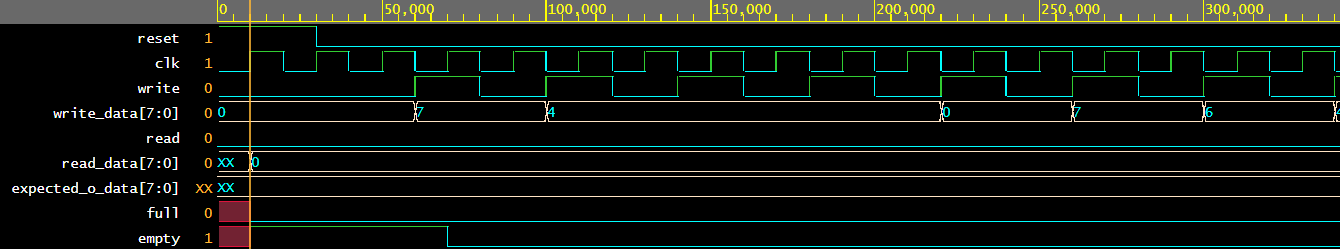 0 50,000 100,000 150,000 200,000 250,000 300,000
reset 1
clk 1
write 0
write_data[7:0] 0 0 7 4 0 7 6
read 0
read_data[7:0] 0 XX 0
expected_o_data[7:0] XX XX
full 0
empty 1